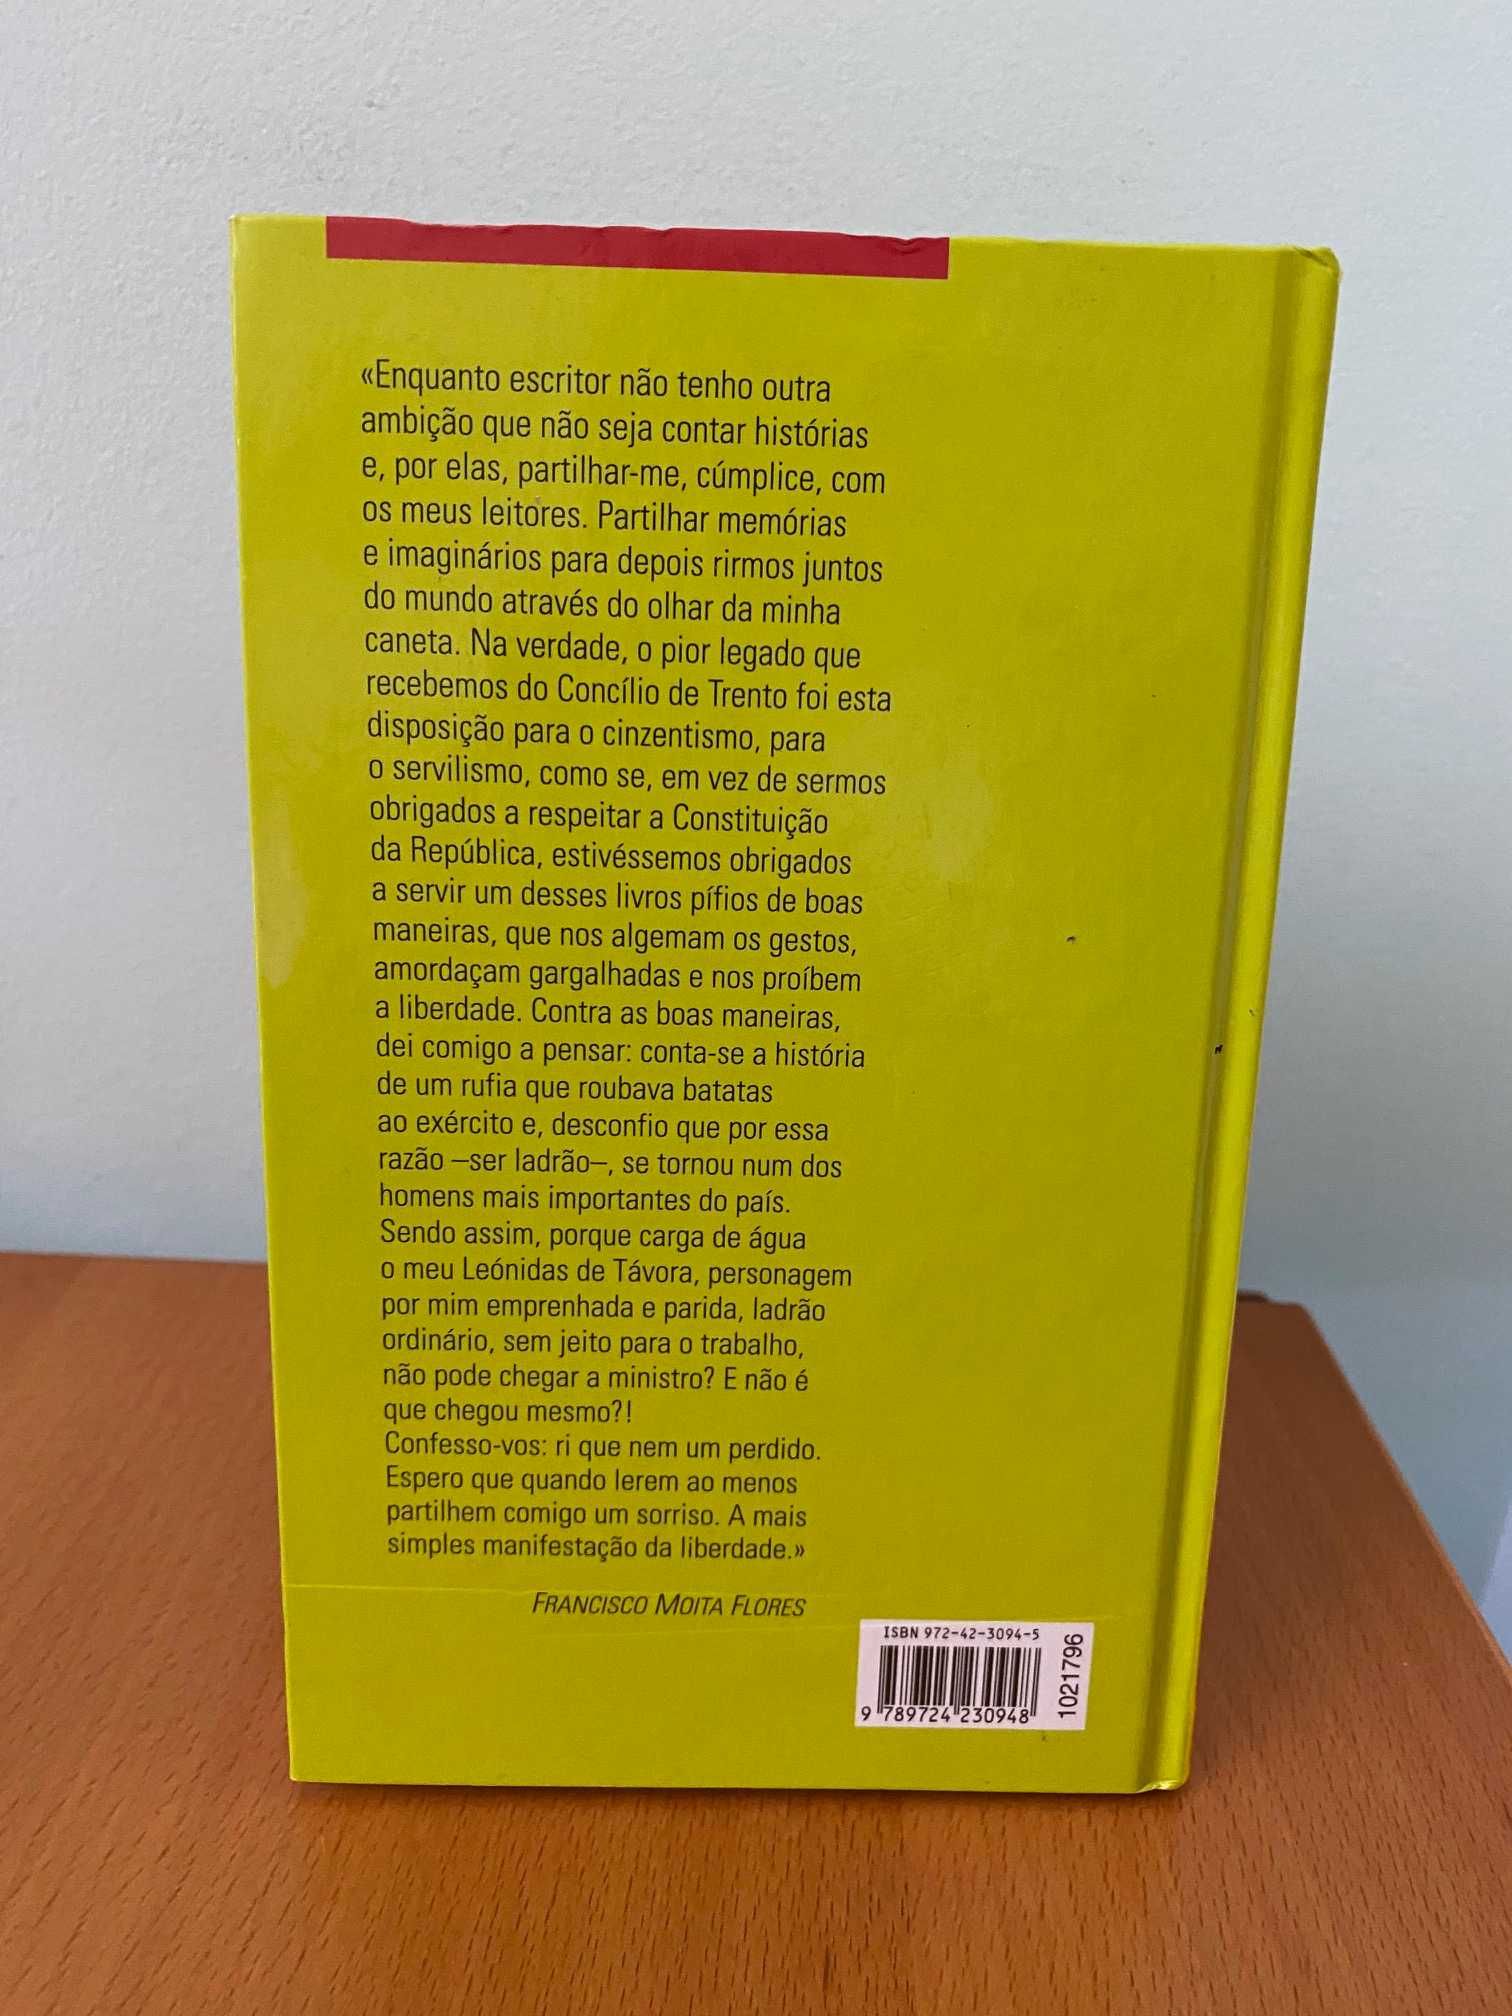 «Enquanto escritor não tenho outra
ambição que não seja contar histórias
e, por elas, partilhar-me, cúmplice, com
os meus leitores. Partilhar memórias
e imaginários para depois rirmos juntos
do mundo através do olhar da minha
caneta. Na verdade, o pior legado que
recebemos do Concílio de Trento foi esta
disposição para o cinzentismo, para
o servilismo, como se, em vez de sermos
obrigados a respeitar a Constituição
da República, estivéssemos obrigados
a servir um desses livros pífios de boas
maneiras, que nos algemam os gestos,
amordaçam gargalhadas e nos proíbem
a liberdade. Contra as boas maneiras,
dei comigo a pensar: conta-se a história
de um rufia que roubava batatas
ao exército e, desconfio que por essa
razão –ser ladrão–, se tornou num dos
homens mais importantes do país.
Sendo assim, porque carga de água
o meu Leónidas de Távora, personagem
por mim emprenhada e parida, ladrão
ordinário, sem jeito para o trabalho,
não pode chegar a ministro? E não é
que chegou mesmo?!
Confesso-vos: ri que nem um perdido.
Espero que quando lerem ao menos
partilhem comigo um sorriso. A mais
simples manifestação da liberdade.»
FRANCISCO MOITA FLORES
ISBN 972-42-3094-5
9 789724 230948
1021796